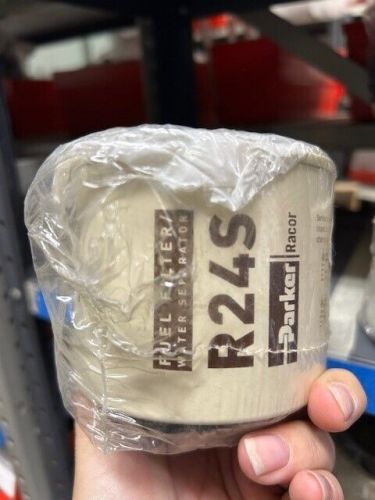 FUEL FILTER/
WATER SEPARATOR
R24S
Parker
Racor